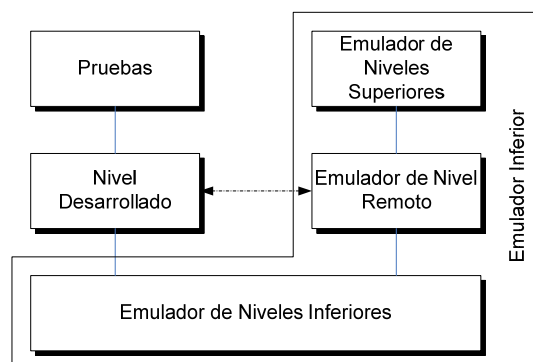 Pruebas
Emulador de
Niveles
Superiores
Nivel
Desarrollado
Emulador de Nivel
Remoto
Emulador Inferior
Emulador de Niveles Inferiores